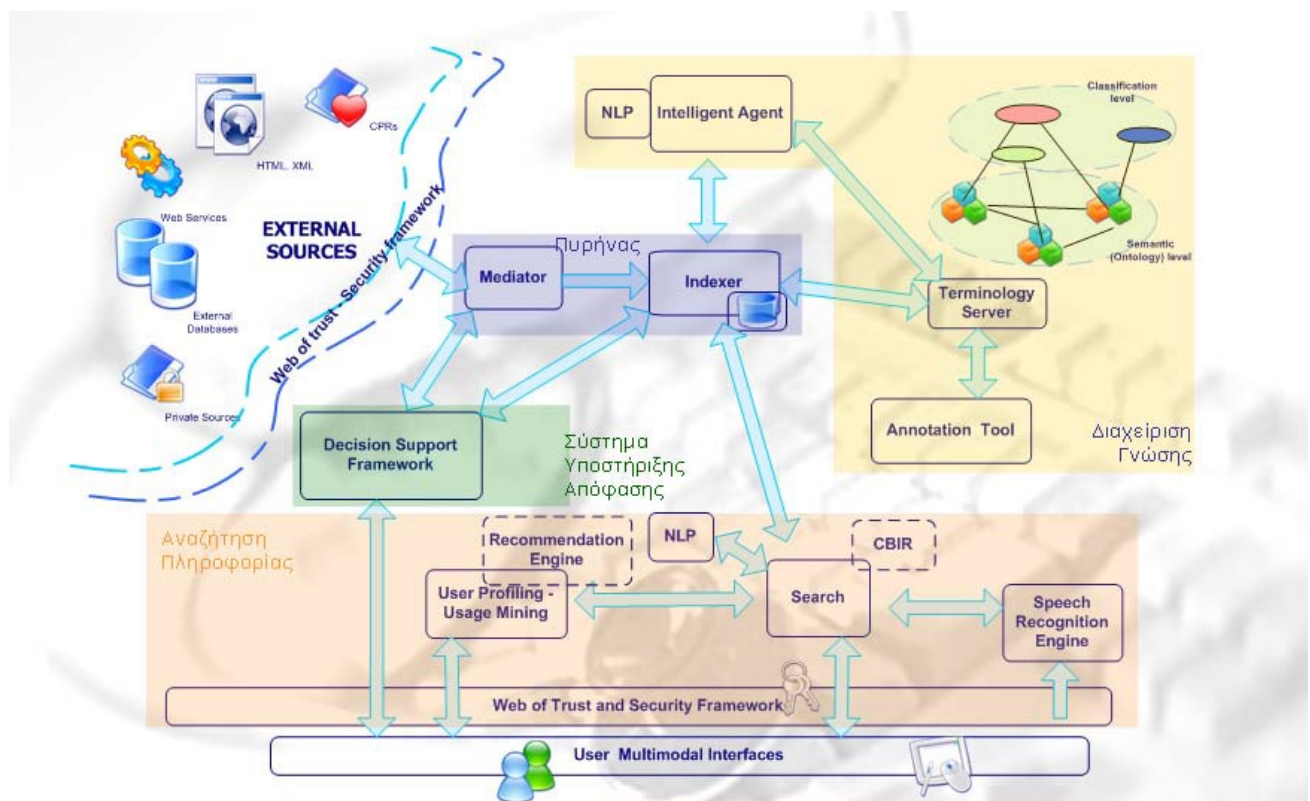 CPRs
HTML, XML
Web Services
EXTERNAL
SOURCES
External
Databases
Private Sources
Web of trust - Security framework
NLP
Intelligent Agent
Classification
level
Semantic
(Ontology) level
Πυρήνας
Mediator
Indexer
Terminology
Server
Annotation Tool
Διαχείριση
Γνώσης
Decision Support
Framework
Σύστημα
Υποστήριξης
Απόφασης
Αναζήτηση
Πληροφορίας
Recommendation
Engine
NLP
CBIR
User Profiling -
Usage Mining
Search
Speech
Recognition
Engine
Web of Trust and Security Framework
User Multimodal Interfaces